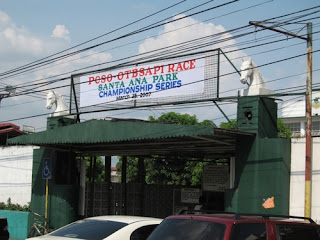 PCSO-OTBSAPI RACE
SANTA ANA PARK
CHAMPIONSHIP SERIES